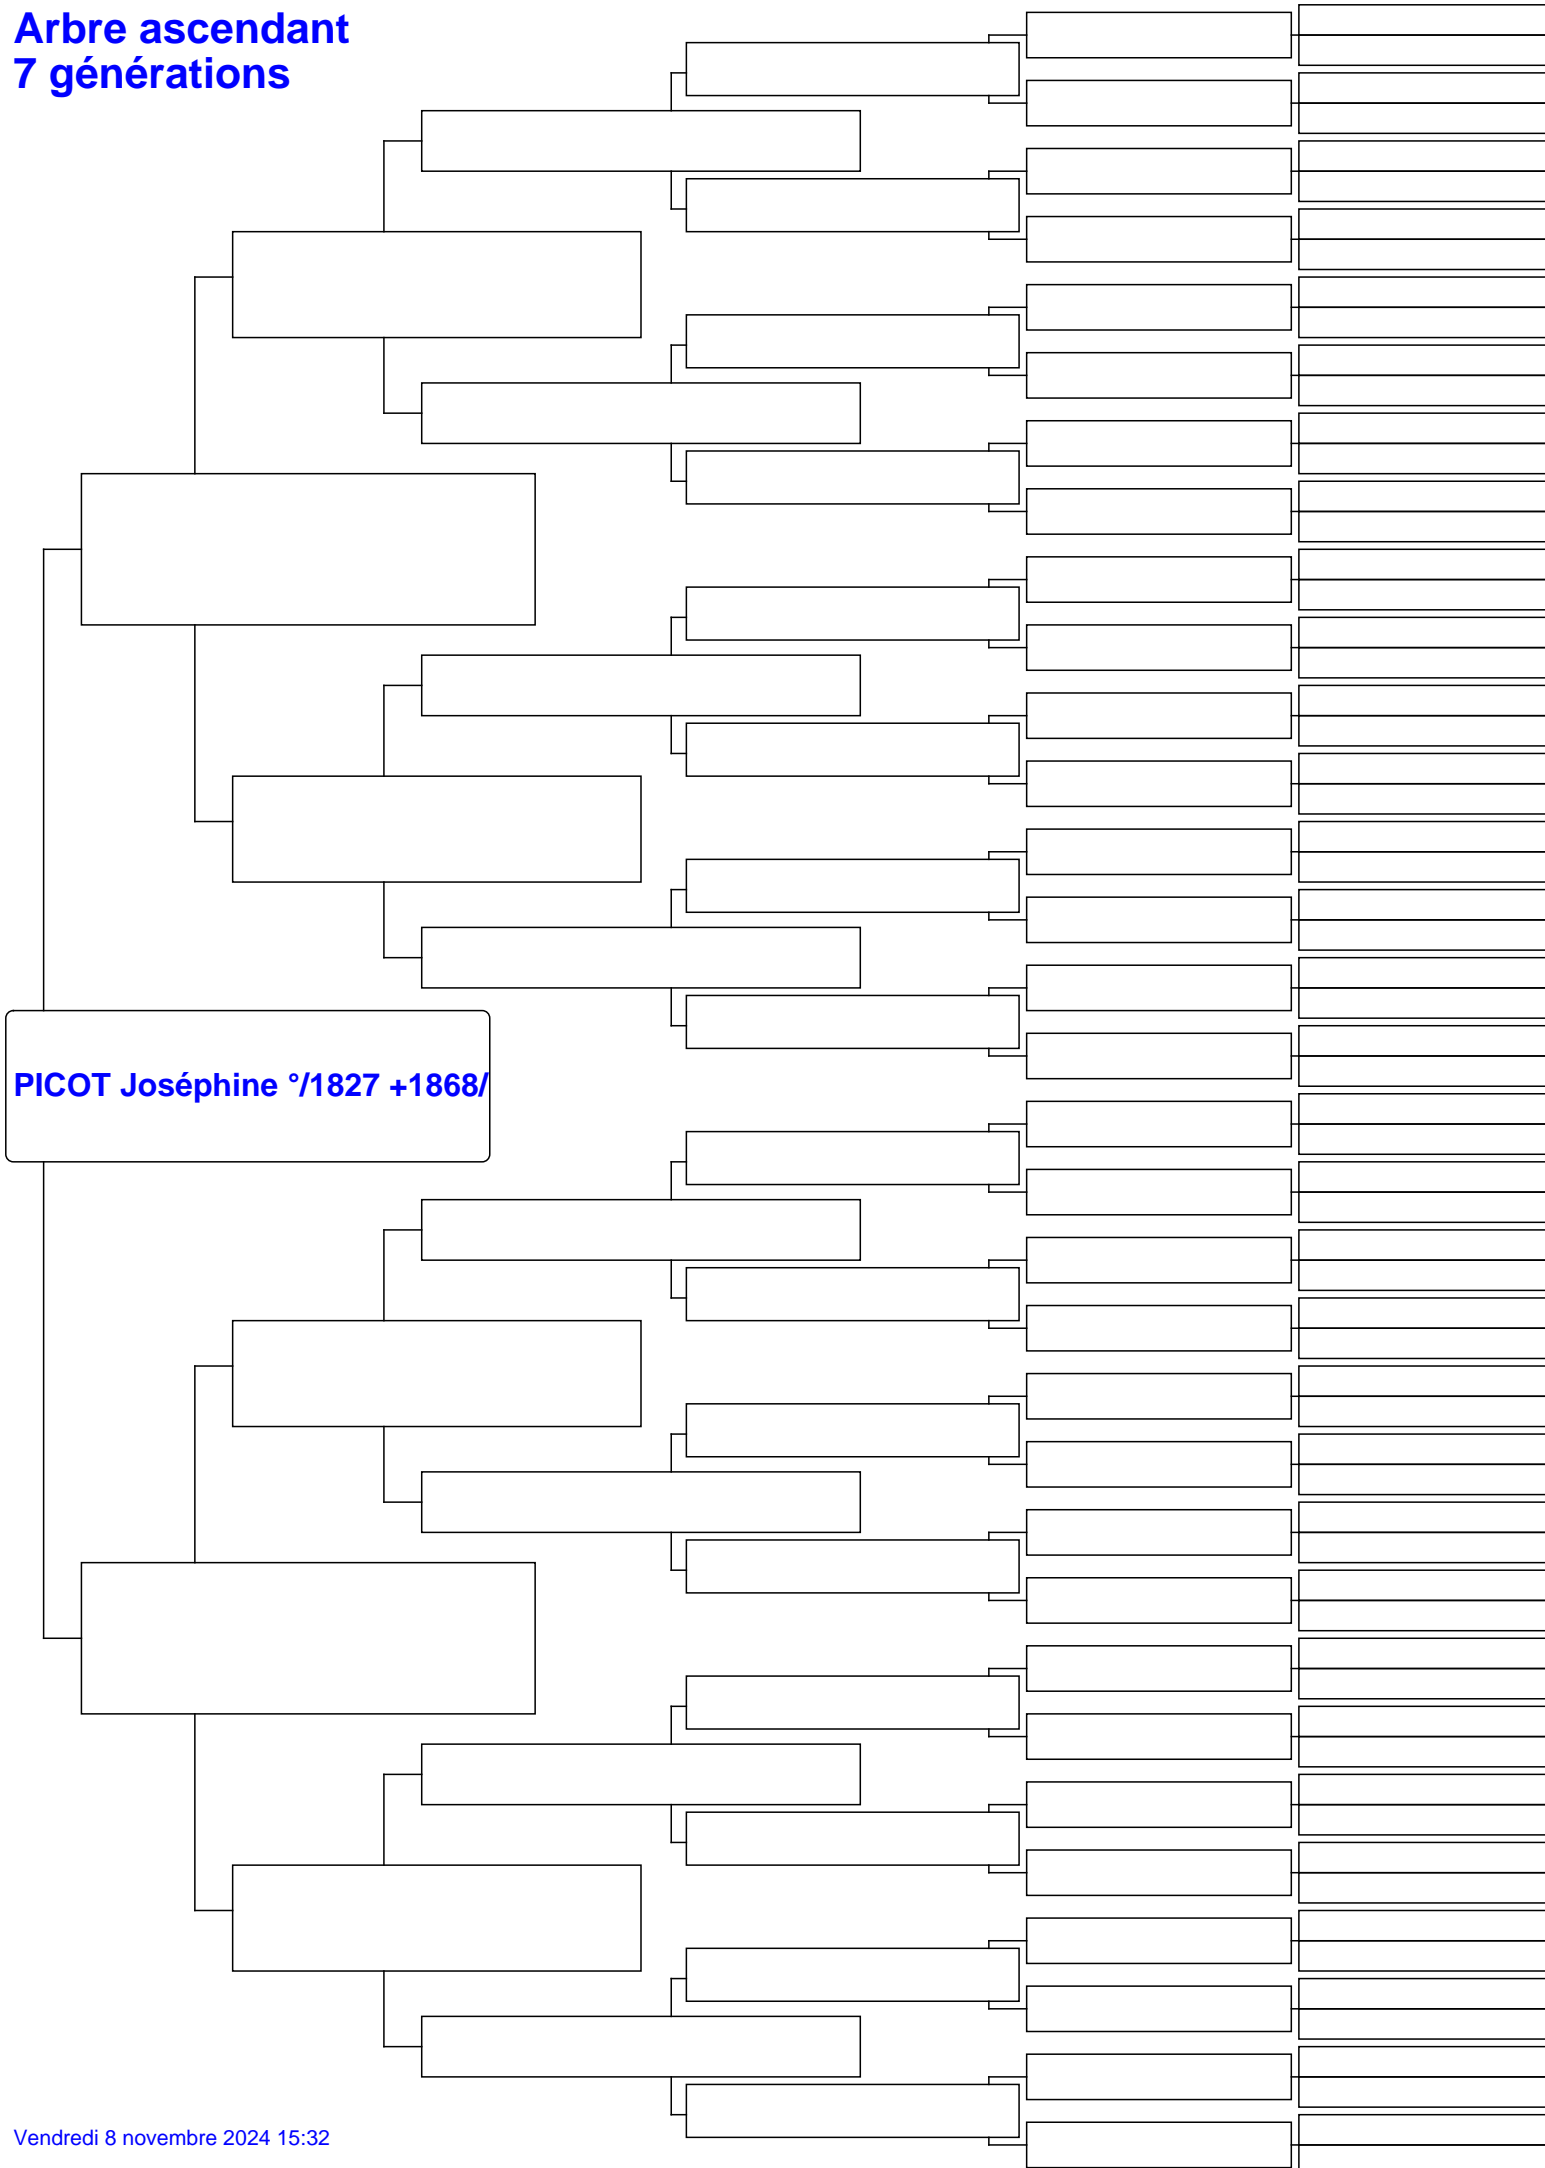 Arbre ascendant
7 générations
PICOT Joséphine °/1827 +1868/
Vendredi 8 novembre 2024 15:32